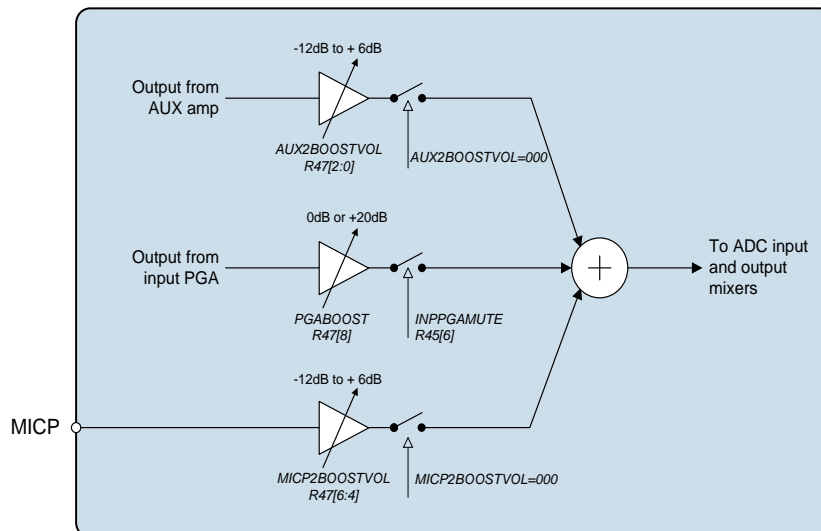 -12dB to + 6dB
Output from
AUX amp
AUX2BOOSTVOL
R47[2:0]
AUX2BOOSTVOL=000
0dB or +20dB
Output from
input PGA
PGABOOST
R47[8]
INPPGAMUTE
R45[6]
To ADC input
and output
mixers
-12dB to + 6dB
MICP
MICP2BOOSTVOL
R47[6:4]
MICP2BOOSTVOL=000